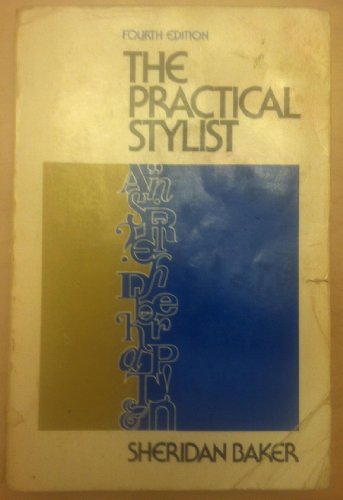 FOURTH EDITION
THE
PRACTICAL
STYLIST
SHERIDAN BAKER